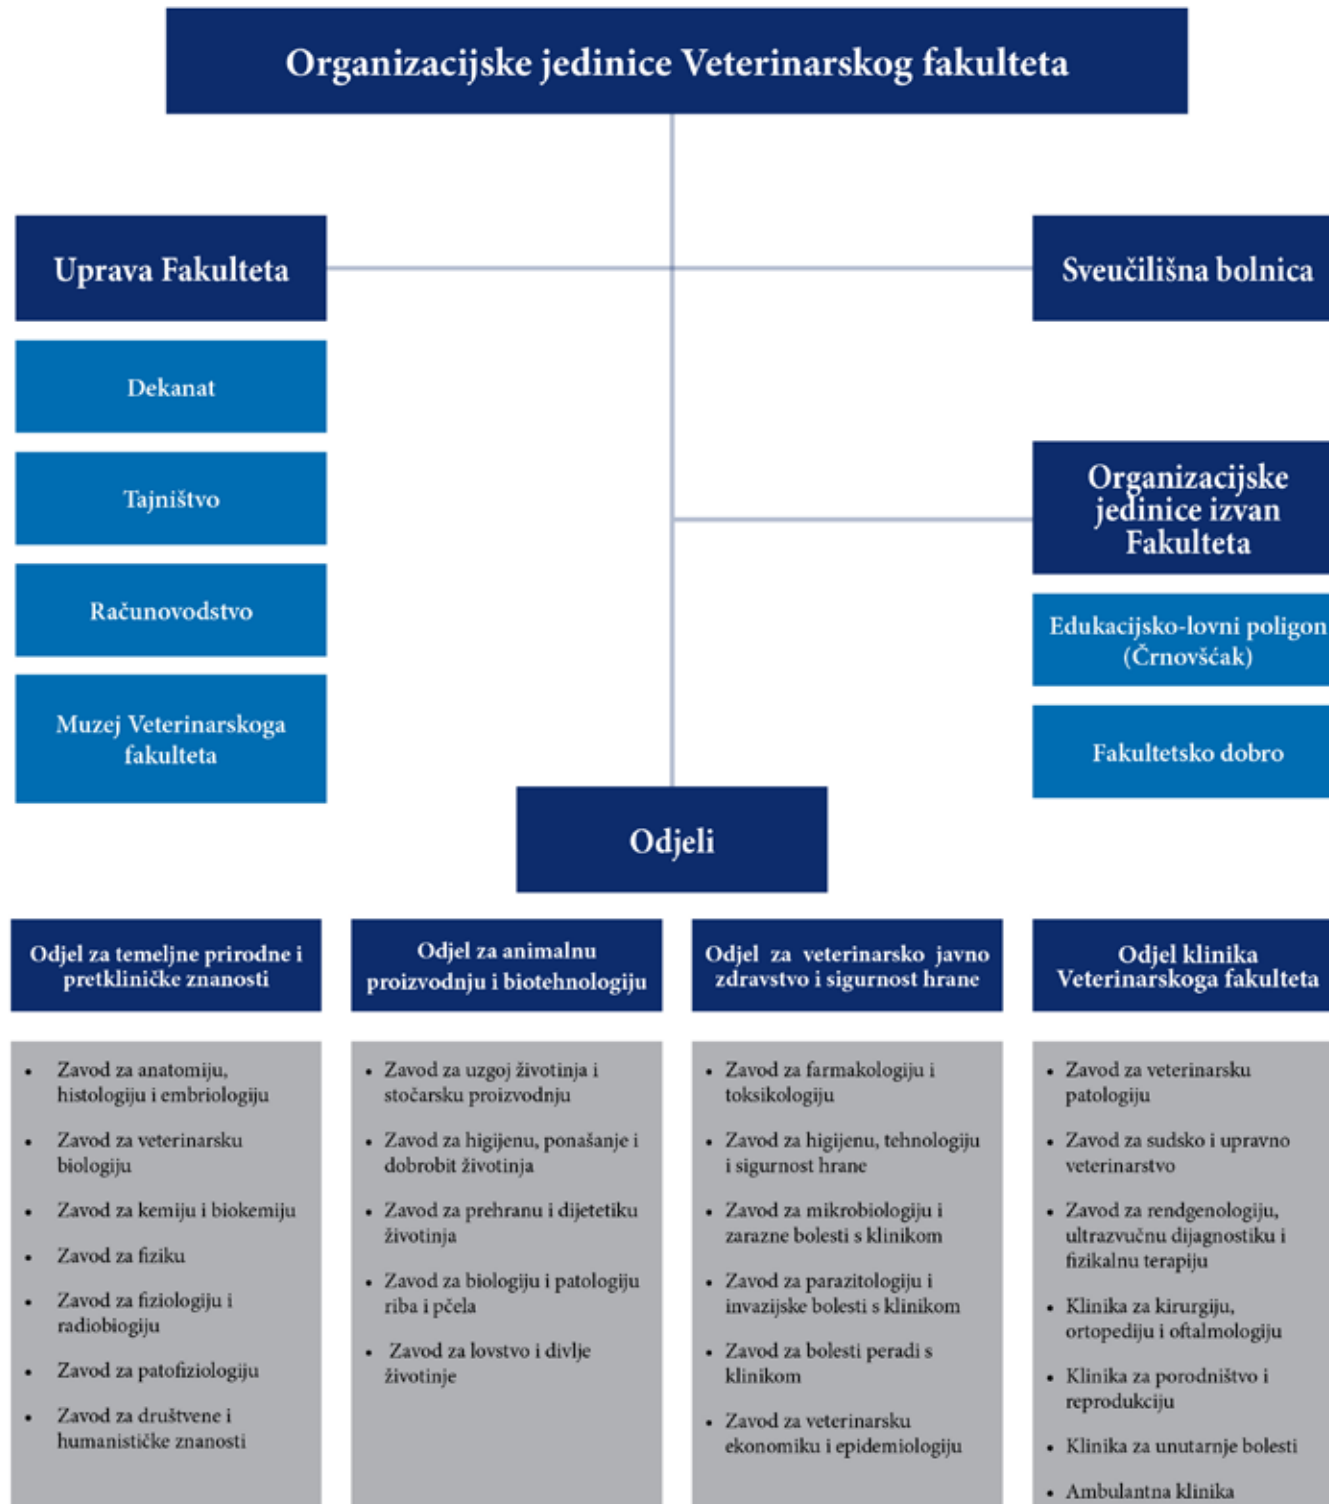 Organizacijske jedinice Veterinarskog fakulteta
Uprava Fakulteta
Dekanat
Tajništvo
Računovodstvo
Muzej Veterinarskoga
fakulteta
Sveučilišna bolnica
Organizacijske
jedinice izvan
Fakulteta
Edukacijsko-lovni poligon
(Črnovšćak)
Fakultetsko dobro
Odjeli
Odjel za temeljne prirodne i
pretkliničke znanosti
• Zavod za anatomiju,
histologiju i embriologiju
• Zavod za veterinarsku
biologiju
• Zavod za kemiju i biokemiju
• Zavod za fiziku
• Zavod za fiziologiju i
radiobiogiju
• Zavod za patofiziologiju
• Zavod za društvene i
humanističke znanosti
Odjel za animalnu
proizvodnju i biotehnologiju
• Zavod za uzgoj životinja i
stočarsku proizvodnju
• Zavod za higijenu, ponašanje i
dobrobit životinja
• Zavod za prehranu i dijetetiku
životinja
• Zavod za biologiju i patologiju
riba i pčela
• Zavod za lovstvo i divlje
životinje
Odjel za veterinarsko javno
zdravstvo i sigurnost hrane
• Zavod za farmakologiju i
toksikologiju
• Zavod za higijenu, tehnologiju
i sigurnost hrane
• Zavod za mikrobiologiju i
zarazne bolesti s klinikom
• Zavod za parazitologiju i
invazijske bolesti s klinikom
• Zavod za bolesti peradi s
klinikom
• Zavod za veterinarsku
ekonomiku i epidemiologiju
Odjel klinika
Veterinarskoga fakulteta
• Zavod za veterinarsku
patologiju
• Zavod za sudsko i upravno
veterinarstvo
• Zavod za rendgenologiju,
ultrazvučnu dijagnostiku i
fizikalnu terapiju
• Klinika za kirurgiju,
ortopediju i oftalmologiju
• Klinika za porodništvo i
reprodukciju
• Klinika za unutarnje bolesti
• Ambulantna klinika